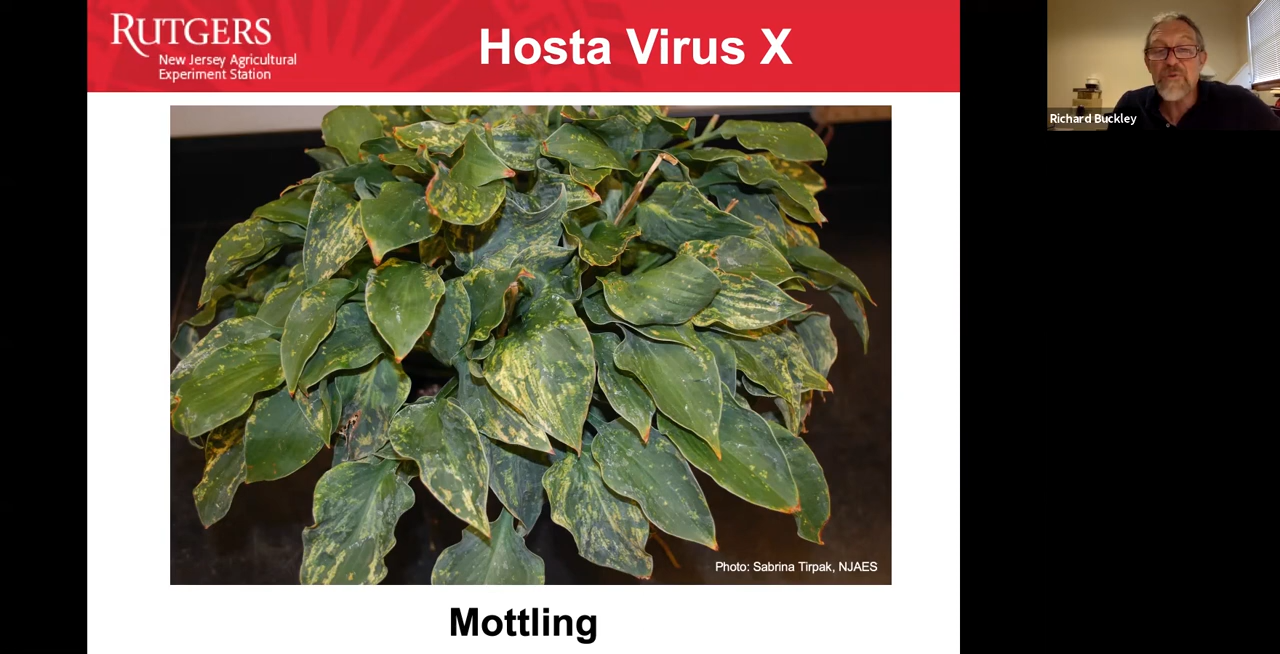 RUTGERS
New Jersey Agricultural
Experiment Station
Hosta Virus X
Richard Buckley
Photo: Sabrina Tirpak, NJAES
Mottling